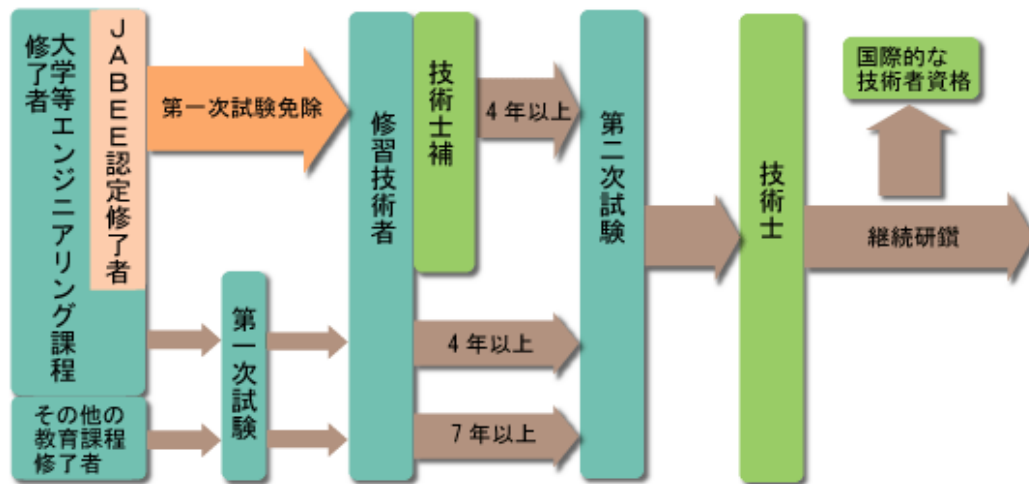 大学等エンジニアリング課程
修了者
JABEE認定修了者
第一次試験免除
修習技術者
技術士補
4年以上
第二次試験
技術士
国際的な
技術者資格
継続研鑽
第一次試験
4年以上
その他の
教育課程
修了者
7年以上